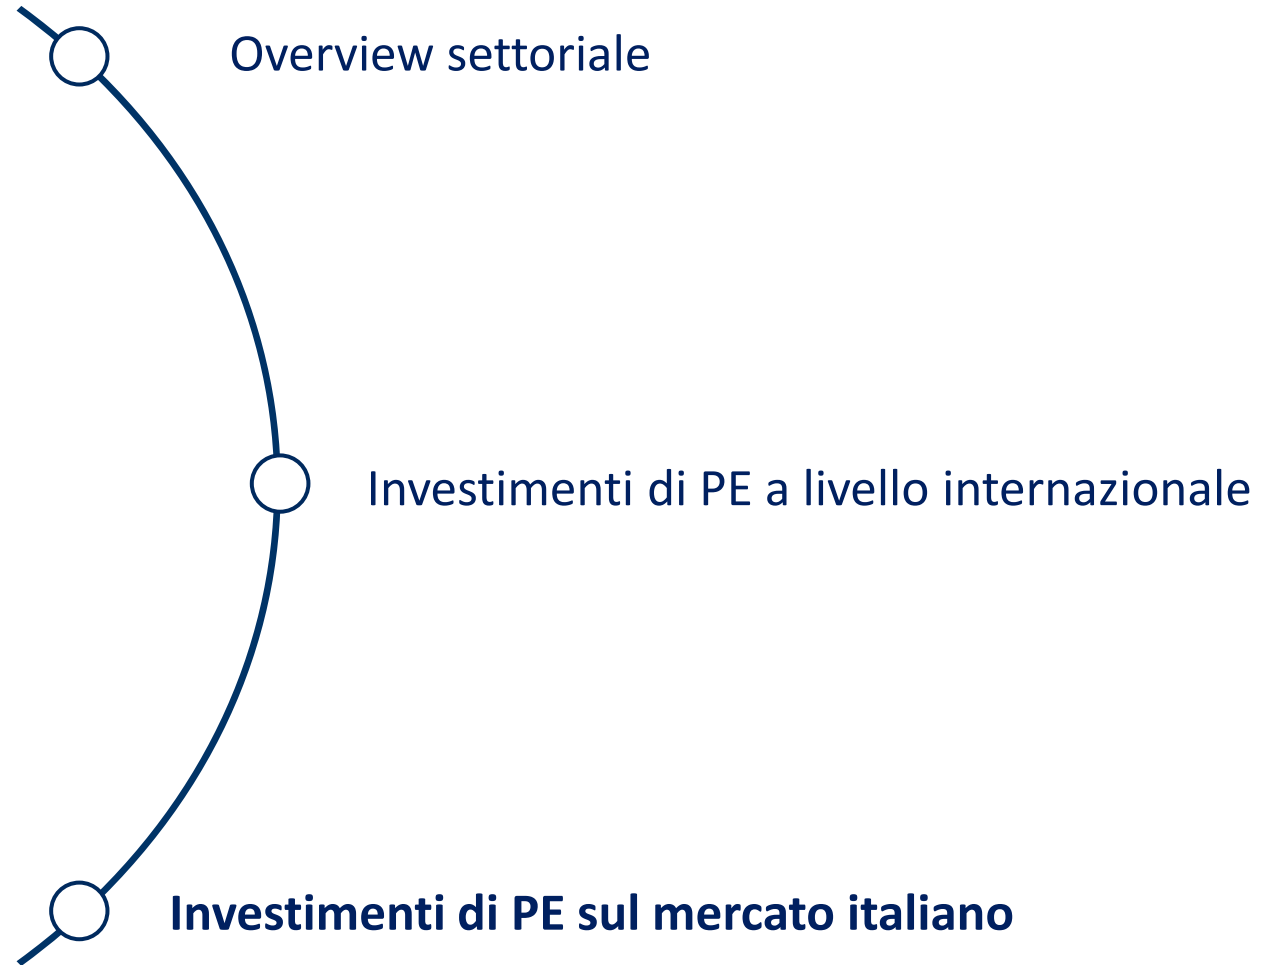 Overview settoriale
Investimenti di PE a livello internazionale
Investimenti di PE sul mercato italiano